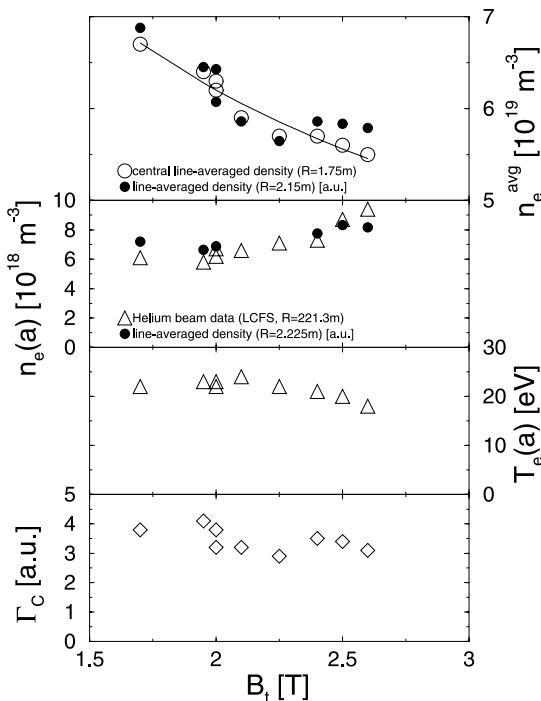 7
6
5
n_e^avg [10^19 m^-3]
○ central line-averaged density (R=1.75m)
● line-averaged density (R=2.15m) [a.u.]
10
8
6
4
2
0
n_e(a) [10^18 m^-3]
△ Helium beam data (LCFS, R=221.3m)
● line-averaged density (R=2.225m) [a.u.]
30
20
10
0
T_e(a) [eV]
5
4
3
2
1
0
Γ_C [a.u.]
1.5 2 2.5 3
B_t [T]